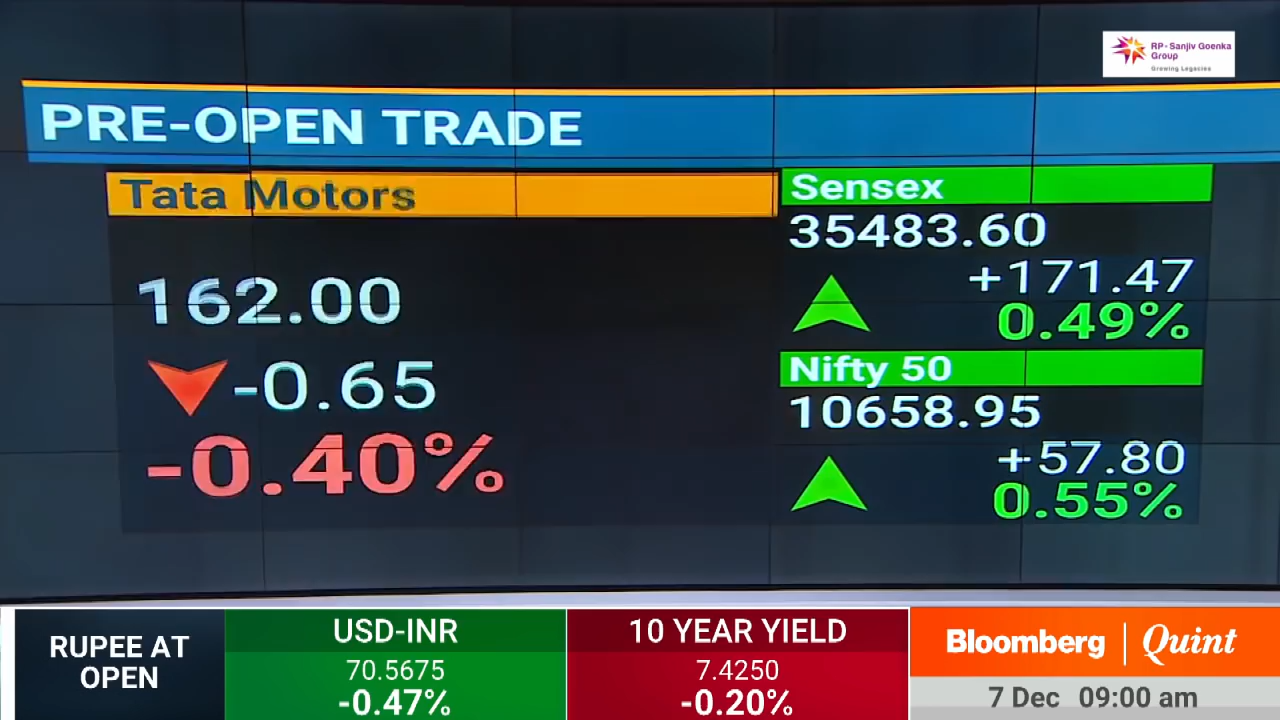 RP-Sanjiv Goenka
Group
Growing Legacies
PRE-OPEN TRADE
Tata Motors
162.00
-0.65
-0.40%
Sensex
35483.60
+171.47
0.49%
Nifty 50
10658.95
+57.80
0.55%
RUPEE AT
OPEN
USD-INR
70.5675
-0.47%
10 YEAR YIELD
7.4250
-0.20%
Bloomberg | Quint
7 Dec 09:00 am